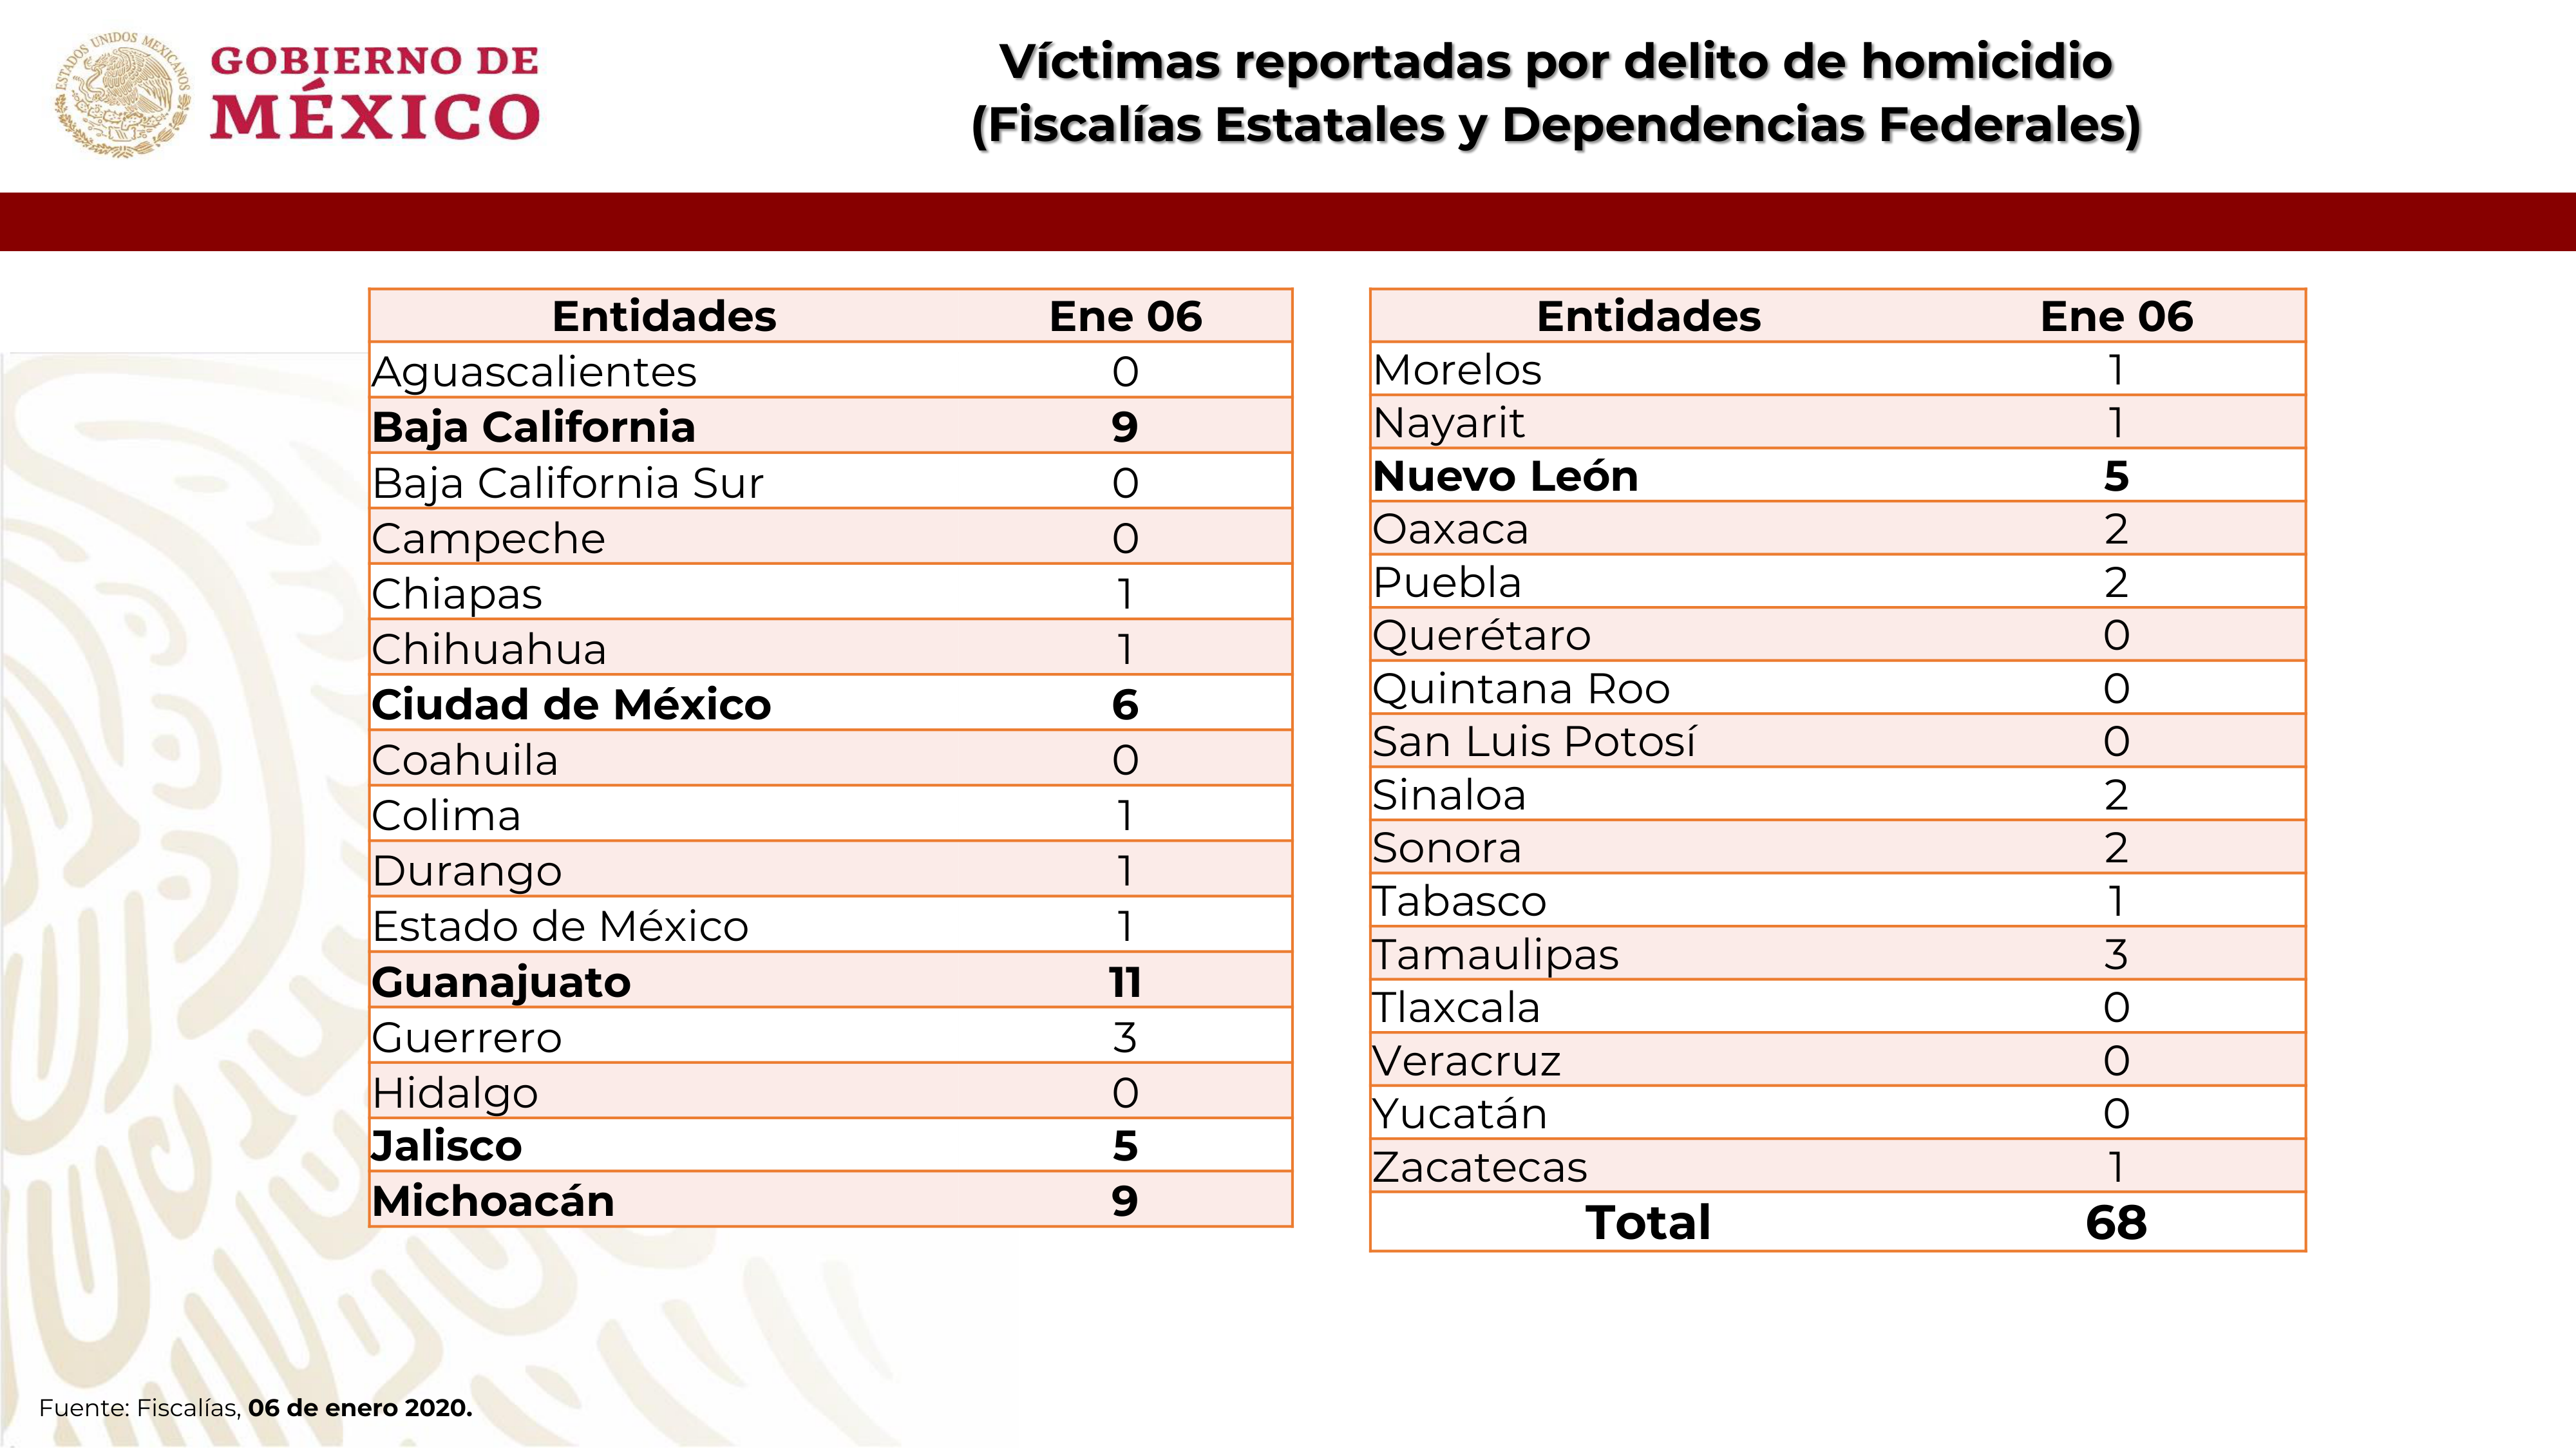 ESTADOS UNIDOS MEXICANOS
GOBIERNO DE
MÉXICO
Víctimas reportadas por delito de homicidio
(Fiscalías Estatales y Dependencias Federales)
Entidades Ene 06
Aguascalientes 0
Baja California 9
Baja California Sur 0
Campeche 0
Chiapas 1
Chihuahua 1
Ciudad de México 6
Coahuila 0
Colima 1
Durango 1
Estado de México 1
Guanajuato 11
Guerrero 3
Hidalgo 0
Jalisco 5
Michoacán 9
Entidades Ene 06
Morelos 1
Nayarit 1
Nuevo León 5
Oaxaca 2
Puebla 2
Querétaro 0
Quintana Roo 0
San Luis Potosí 0
Sinaloa 2
Sonora 2
Tabasco 1
Tamaulipas 3
Tlaxcala 0
Veracruz 0
Yucatán 0
Zacatecas 1
Total 68
Fuente: Fiscalías, 06 de enero 2020.